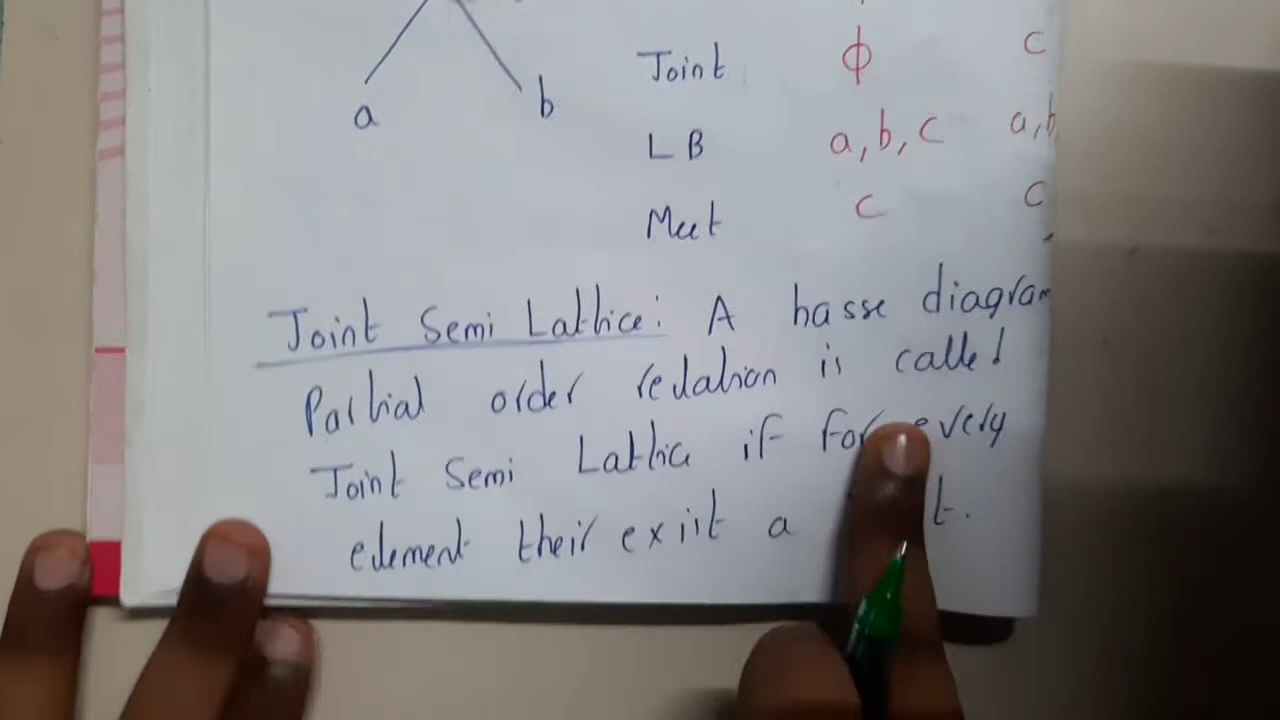 a b
Joint ϕ c
LB a, b, c a, b
Meet c c
Joint Semi Lattice: A hasse diagram
Partial order relation is called
Joint Semi Lattice if for every
element their exist a